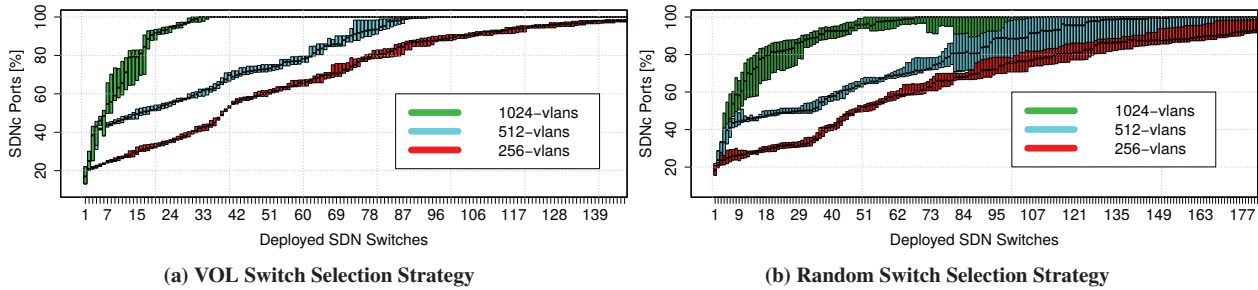 100
80
60
40
20
SDNc Ports [%]
1024-vlans
512-vlans
256-vlans
1 7 15 24 33 42 51 60 69 78 87 96 106 117 128 139
Deployed SDN Switches
(a) VOL Switch Selection Strategy
100
80
60
40
20
SDNc Ports [%]
1024-vlans
512-vlans
256-vlans
1 9 18 29 40 51 62 73 84 95 107 121 135 149 163 177
Deployed SDN Switches
(b) Random Switch Selection Strategy